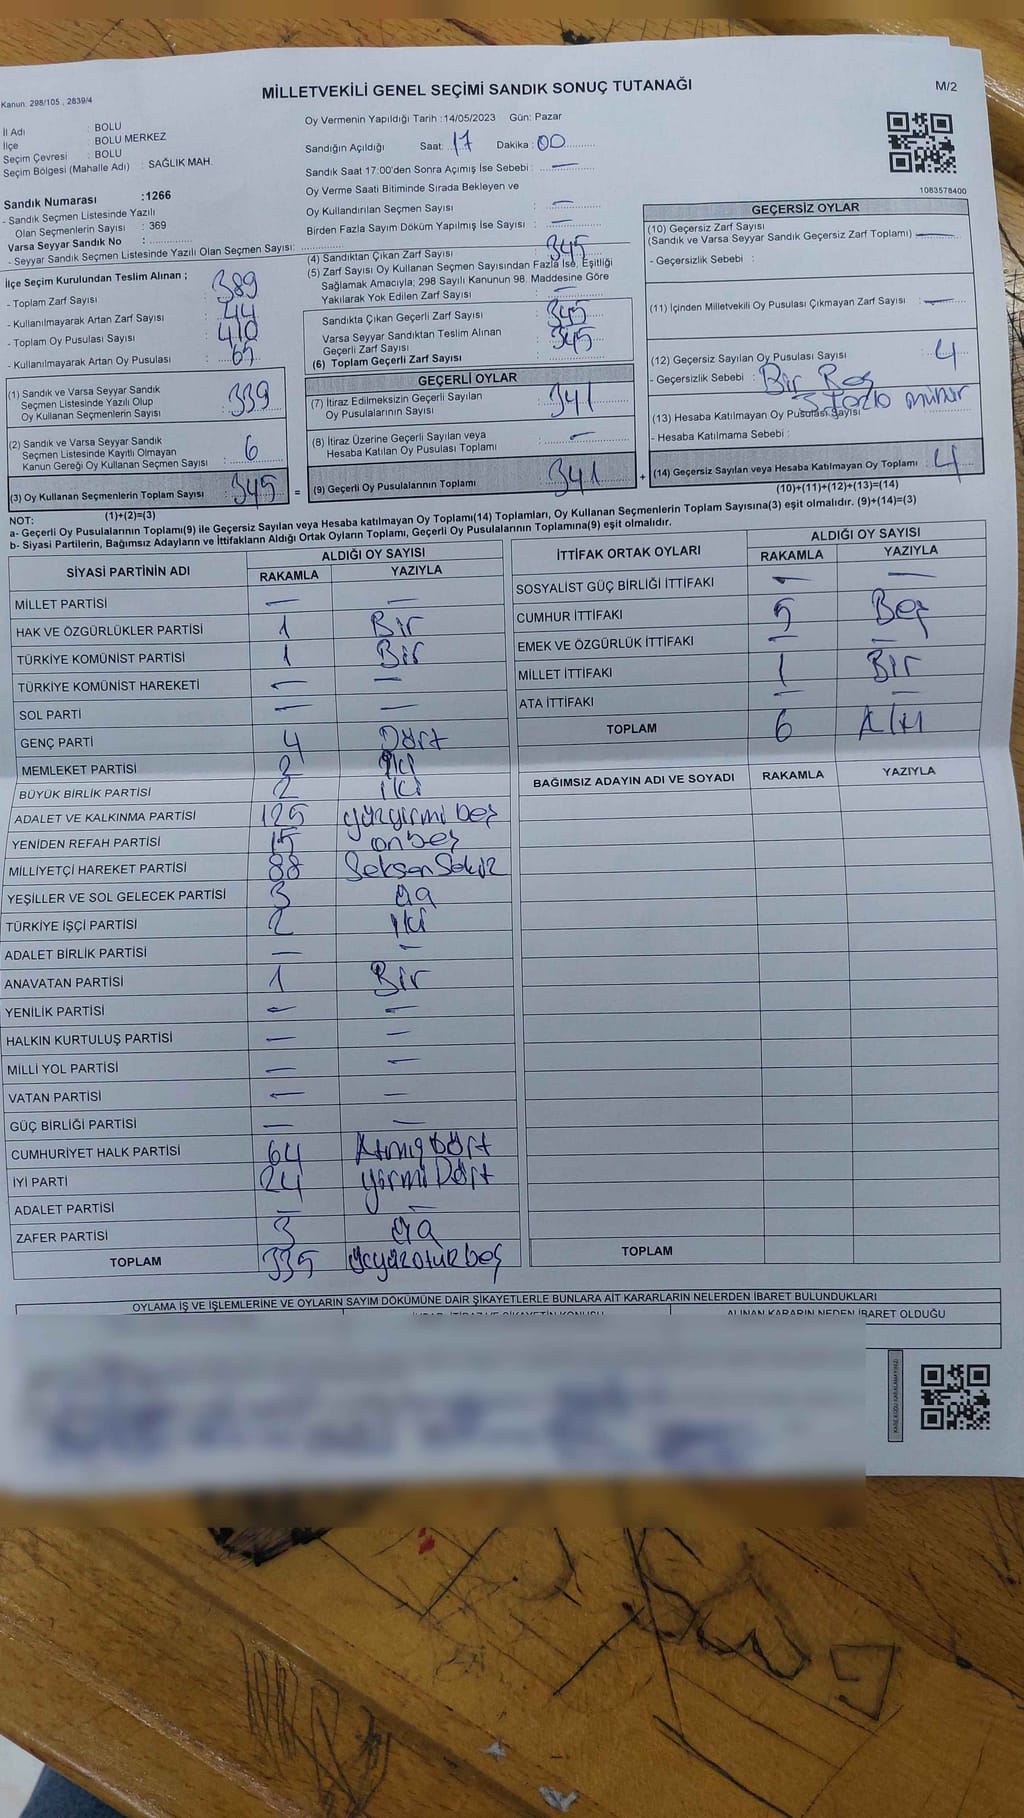 Kanun: 298/105 , 2839/4
MİLLETVEKİLİ GENEL SEÇİMİ SANDIK SONUÇ TUTANAĞI
M/2
İl Adı : BOLU
İlçe : BOLU MERKEZ
Seçim Çevresi : BOLU
Seçim Bölgesi (Mahalle Adı) : SAĞLIK MAH.
Sandık Numarası : 1266
- Sandık Seçmen Listesinde Yazılı
Olan Seçmenlerin Sayısı : 369
Varsa Seyyar Sandık No :
- Seyyar Seçmen Listesinde Yazılı Olan Seçmen Sayısı:
Oy Vermenin Yapıldığı Tarih :14/05/2023 Gün: Pazar
Sandığın Açıldığı Saat: 17 Dakika : 00
Sandık Saat 17:00'den Sonra Açımış İse Sebebi : —
Oy Verme Saati Bitiminde Sırada Bekleyen ve
Oy Kullandırılan Seçmen Sayısı : —
Birden Fazla Sayım Döküm Yapılmış İse Sayısı : —
1083578400
İlçe Seçim Kurulundan Teslim Alınan ;
- Toplam Zarf Sayısı : 389
- Kullanılmayarak Artan Zarf Sayısı : 44
- Toplam Oy Pusulası Sayısı : 410
- Kullanılmayarak Artan Oy Pusulası : 65
(1) Sandık ve Varsa Seyyar Sandık
Seçmen Listesinde Yazılı Olup
Oy Kullanan Seçmenlerin Sayısı : 339
(2) Sandık ve Varsa Seyyar Sandık
Seçmen Listesinde Kayıtlı Olmayan
Kanun Gereği Oy Kullanan Seçmen Sayısı : 6
(3) Oy Kullanan Seçmenlerin Toplam Sayısı : 345
(1)+(2)=(3)
(4) Sandıktan Çıkan Zarf Sayısı : 345
(5) Zarf Sayısı Oy Kullanan Seçmen Sayısından Fazla İse, Eşitliği
Sağlamak Amacıyla; 298 Sayılı Kanunun 98. Maddesine Göre
Yakılarak Yok Edilen Zarf Sayısı : —
Sandıkta Çıkan Geçerli Zarf Sayısı : 345
Varsa Seyyar Sandıktan Teslim Alınan
Geçerli Zarf Sayısı : 345
(6) Toplam Geçerli Zarf Sayısı :
=
GEÇERLİ OYLAR
(7) İtiraz Edilmeksizin Geçerli Sayılan
Oy Pusulalarının Sayısı : 341
(8) İtiraz Üzerine Geçerli Sayılan veya
Hesaba Katılan Oy Pusulası Toplamı : —
(9) Geçerli Oy Pusulalarının Toplamı : 341
+
GEÇERSİZ OYLAR
(10) Geçersiz Zarf Sayısı
(Sandık ve Varsa Seyyar Sandık Geçersiz Zarf Toplamı) : —
- Geçersizlik Sebebi :
(11) İçinden Milletvekili Oy Pusulası Çıkmayan Zarf Sayısı : —
(12) Geçersiz Sayılan Oy Pusulası Sayısı : 4
- Geçersizlik Sebebi : Bir Boş
3 fazla mühür
(13) Hesaba Katılmayan Oy Pusulası Sayısı
- Hesaba Katılmama Sebebi :
(14) Geçersiz Sayılan veya Hesaba Katılmayan Oy Toplamı : 4
(10)+(11)+(12)+(13)=(14)
NOT:
a- Geçerli Oy Pusulalarının Toplamı(9) ile Geçersiz Sayılan veya Hesaba katılmayan Oy Toplamı(14) Toplamları, Oy Kullanan Seçmenlerin Toplam Sayısına(3) eşit olmalıdır. (9)+(14)=(3)
b- Siyasi Partilerin, Bağımsız Adayların ve İttifakların Aldığı Ortak Oyların Toplamı, Geçerli Oy Pusulalarının Toplamına(9) eşit olmalıdır.
SİYASİ PARTİNİN ADI ALDIĞI OY SAYISI
RAKAMLA YAZIYLA
MİLLET PARTİSİ — —
HAK VE ÖZGÜRLÜKLER PARTİSİ 1 Bir
TÜRKİYE KOMÜNİST PARTİSİ 1 Bir
TÜRKİYE KOMÜNİST HAREKETİ — —
SOL PARTİ — —
GENÇ PARTİ 4 Dört
MEMLEKET PARTİSİ 2 İki
BÜYÜK BİRLİK PARTİSİ 2 İki
ADALET VE KALKINMA PARTİSİ 125 yüzyirmi beş
YENİDEN REFAH PARTİSİ 15 onbeş
MİLLİYETÇİ HAREKET PARTİSİ 88 SeksenSekiz
YEŞİLLER VE SOL GELECEK PARTİSİ 3 üç
TÜRKİYE İŞÇİ PARTİSİ 2 İki
ADALET BİRLİK PARTİSİ — —
ANAVATAN PARTİSİ 1 Bir
YENİLİK PARTİSİ — —
HALKIN KURTULUŞ PARTİSİ — —
MİLLİ YOL PARTİSİ — —
VATAN PARTİSİ — —
GÜÇ BİRLİĞİ PARTİSİ — —
CUMHURİYET HALK PARTİSİ 64 AtmışDört
İYİ PARTİ 24 yirmiDört
ADALET PARTİSİ — —
ZAFER PARTİSİ 3 üç
TOPLAM 335 üçyüzotuzbeş
İTTİFAK ORTAK OYLARI ALDIĞI OY SAYISI
RAKAMLA YAZIYLA
SOSYALİST GÜÇ BİRLİĞİ İTTİFAKI — —
CUMHUR İTTİFAKI 5 Beş
EMEK VE ÖZGÜRLÜK İTTİFAKI — —
MİLLET İTTİFAKI 1 Bir
ATA İTTİFAKI — —
TOPLAM 6 Altı
BAĞIMSIZ ADAYIN ADI VE SOYADI RAKAMLA YAZIYLA
TOPLAM
OYLAMA İŞ VE İŞLEMLERİNE VE OYLARIN SAYIM DÖKÜMÜNE DAİR ŞİKAYETLERLE BUNLARA AİT KARARLARIN NELERDEN İBARET BULUNDUKLARI
ALINAN KARARIN NEDEN İBARET OLDUĞU